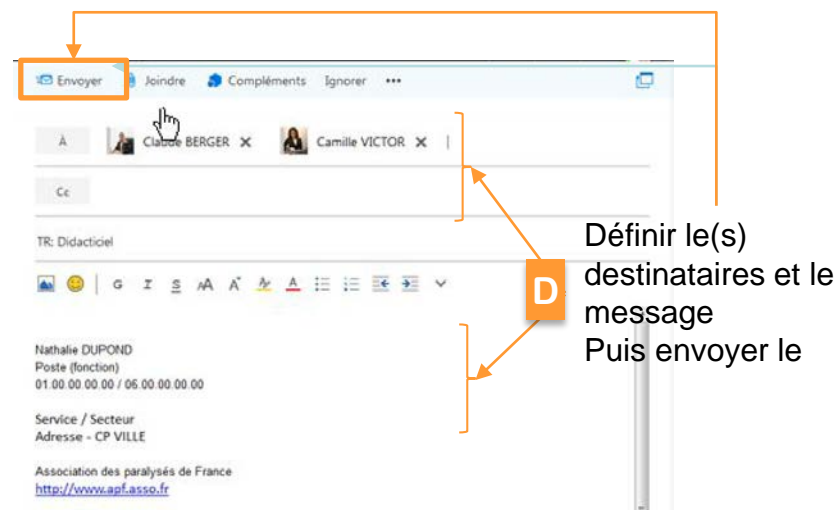 Envoyer Joindre Compléments Ignorer •••
À Claude BERGER × Camille VICTOR ×
Cc
TR: Didacticiel
G I S AA A A
D
Définir le(s)
destinataires et le
message
Puis envoyer le
Nathalie DUPOND
Poste (fonction)
01.00.00.00.00 / 06.00.00.00.00
Service / Secteur
Adresse - CP VILLE
Association des paralysés de France
http://www.apf.asso.fr